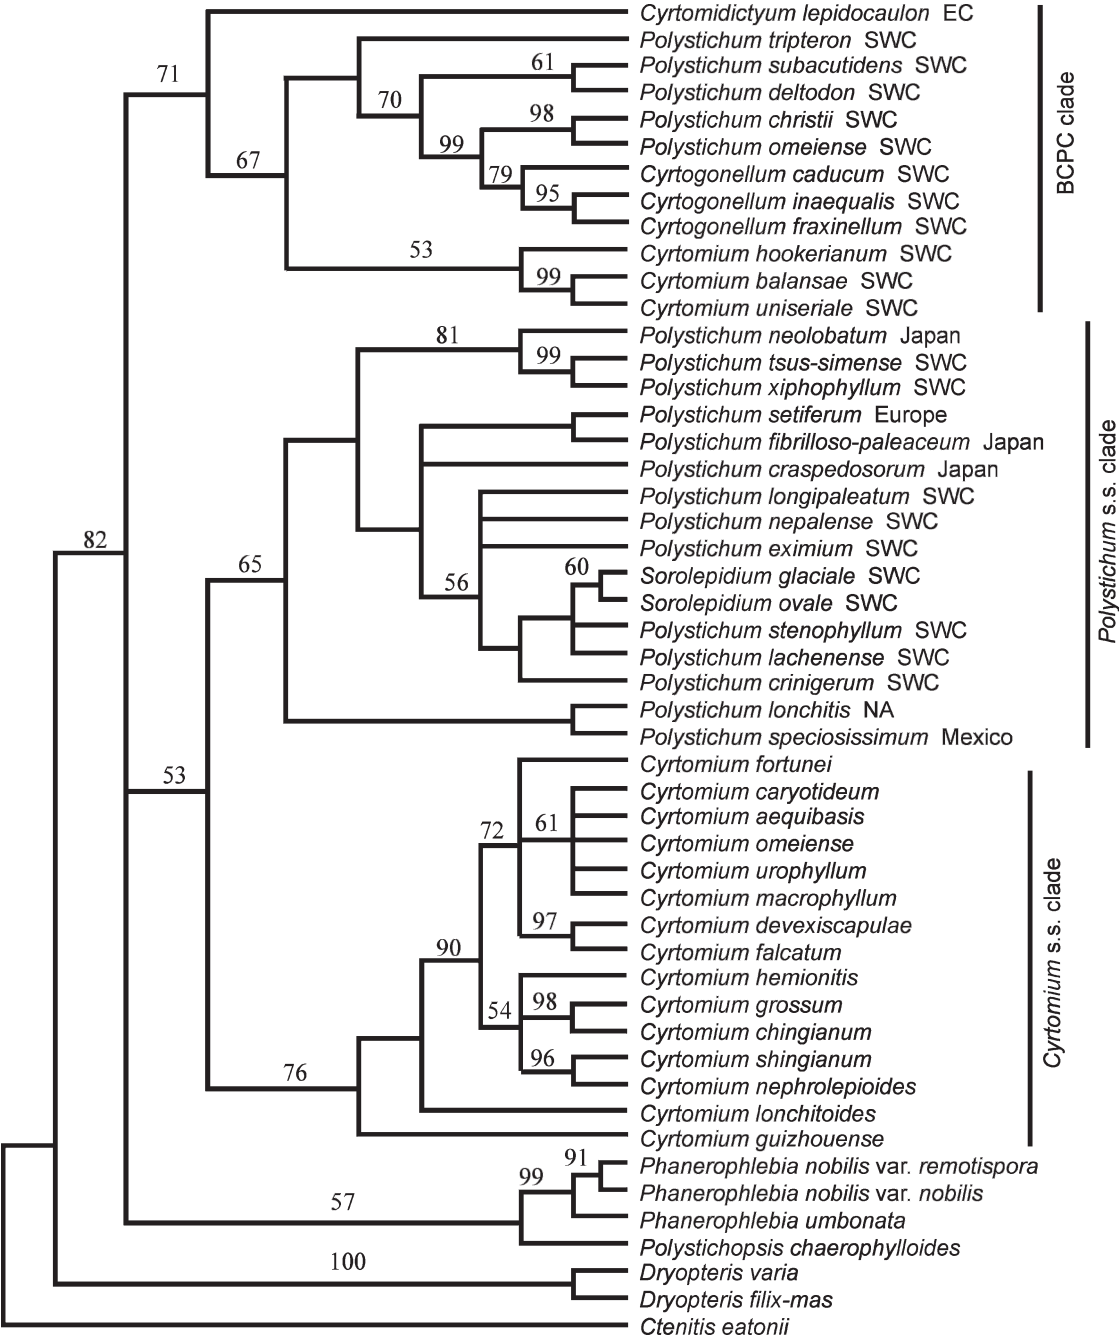 Cyrtomidictyum lepidocaulon EC
Polystichum tripteron SWC
71
61
Polystichum subacutidens SWC
Polystichum deltodon SWC
70
98
Polystichum christii SWC
Polystichum omeiense SWC
99
67
79
Cyrtogonellum caducum SWC
95
Cyrtogonellum inaequalis SWC
Cyrtogonellum fraxinellum SWC
53
Cyrtomium hookerianum SWC
99
Cyrtomium balansae SWC
Cyrtomium uniseriale SWC
BCPC clade
81
Polystichum neolobatum Japan
99
Polystichum tsus-simense SWC
Polystichum xiphophyllum SWC
Polystichum setiferum Europe
Polystichum fibrilloso-paleaceum Japan
Polystichum craspedosorum Japan
Polystichum longipaleatum SWC
Polystichum nepalense SWC
82
Polystichum eximium SWC
65
56
60
Sorolepidium glaciale SWC
Sorolepidium ovale SWC
Polystichum stenophyllum SWC
Polystichum lachenense SWC
Polystichum crinigerum SWC
Polystichum lonchitis NA
Polystichum speciosissimum Mexico
Polystichum s.s. clade
53
Cyrtomium fortunei
Cyrtomium caryotideum
Cyrtomium aequibasis
72
61
Cyrtomium omeiense
Cyrtomium urophyllum
Cyrtomium macrophyllum
97
Cyrtomium devexiscapulae
Cyrtomium falcatum
90
Cyrtomium hemionitis
54
98
Cyrtomium grossum
Cyrtomium chingianum
96
Cyrtomium shingianum
76
Cyrtomium nephrolepioides
Cyrtomium lonchitoides
Cyrtomium guizhouense
Cyrtomium s.s. clade
91
Phanerophlebia nobilis var. remotispora
99
Phanerophlebia nobilis var. nobilis
57
Phanerophlebia umbonata
Polystichopsis chaerophylloides
100
Dryopteris varia
Dryopteris filix-mas
Ctenitis eatonii